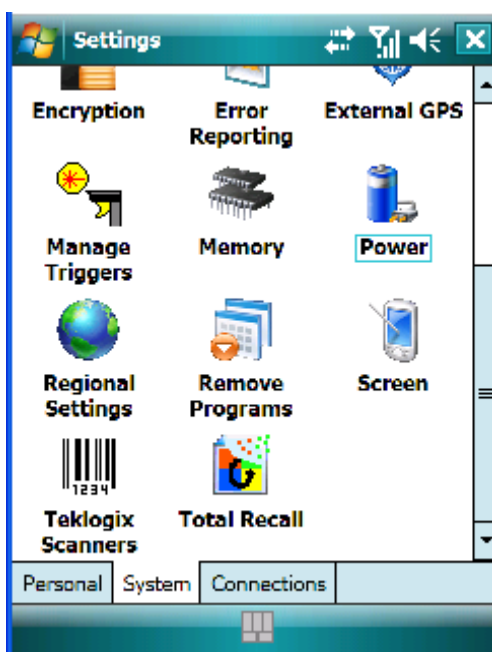 Settings
Encryption
Error
Reporting
External GPS
Manage
Triggers
Memory
Power
Regional
Settings
Remove
Programs
Screen
1234
Teklogix
Scanners
Total Recall
Personal
System
Connections